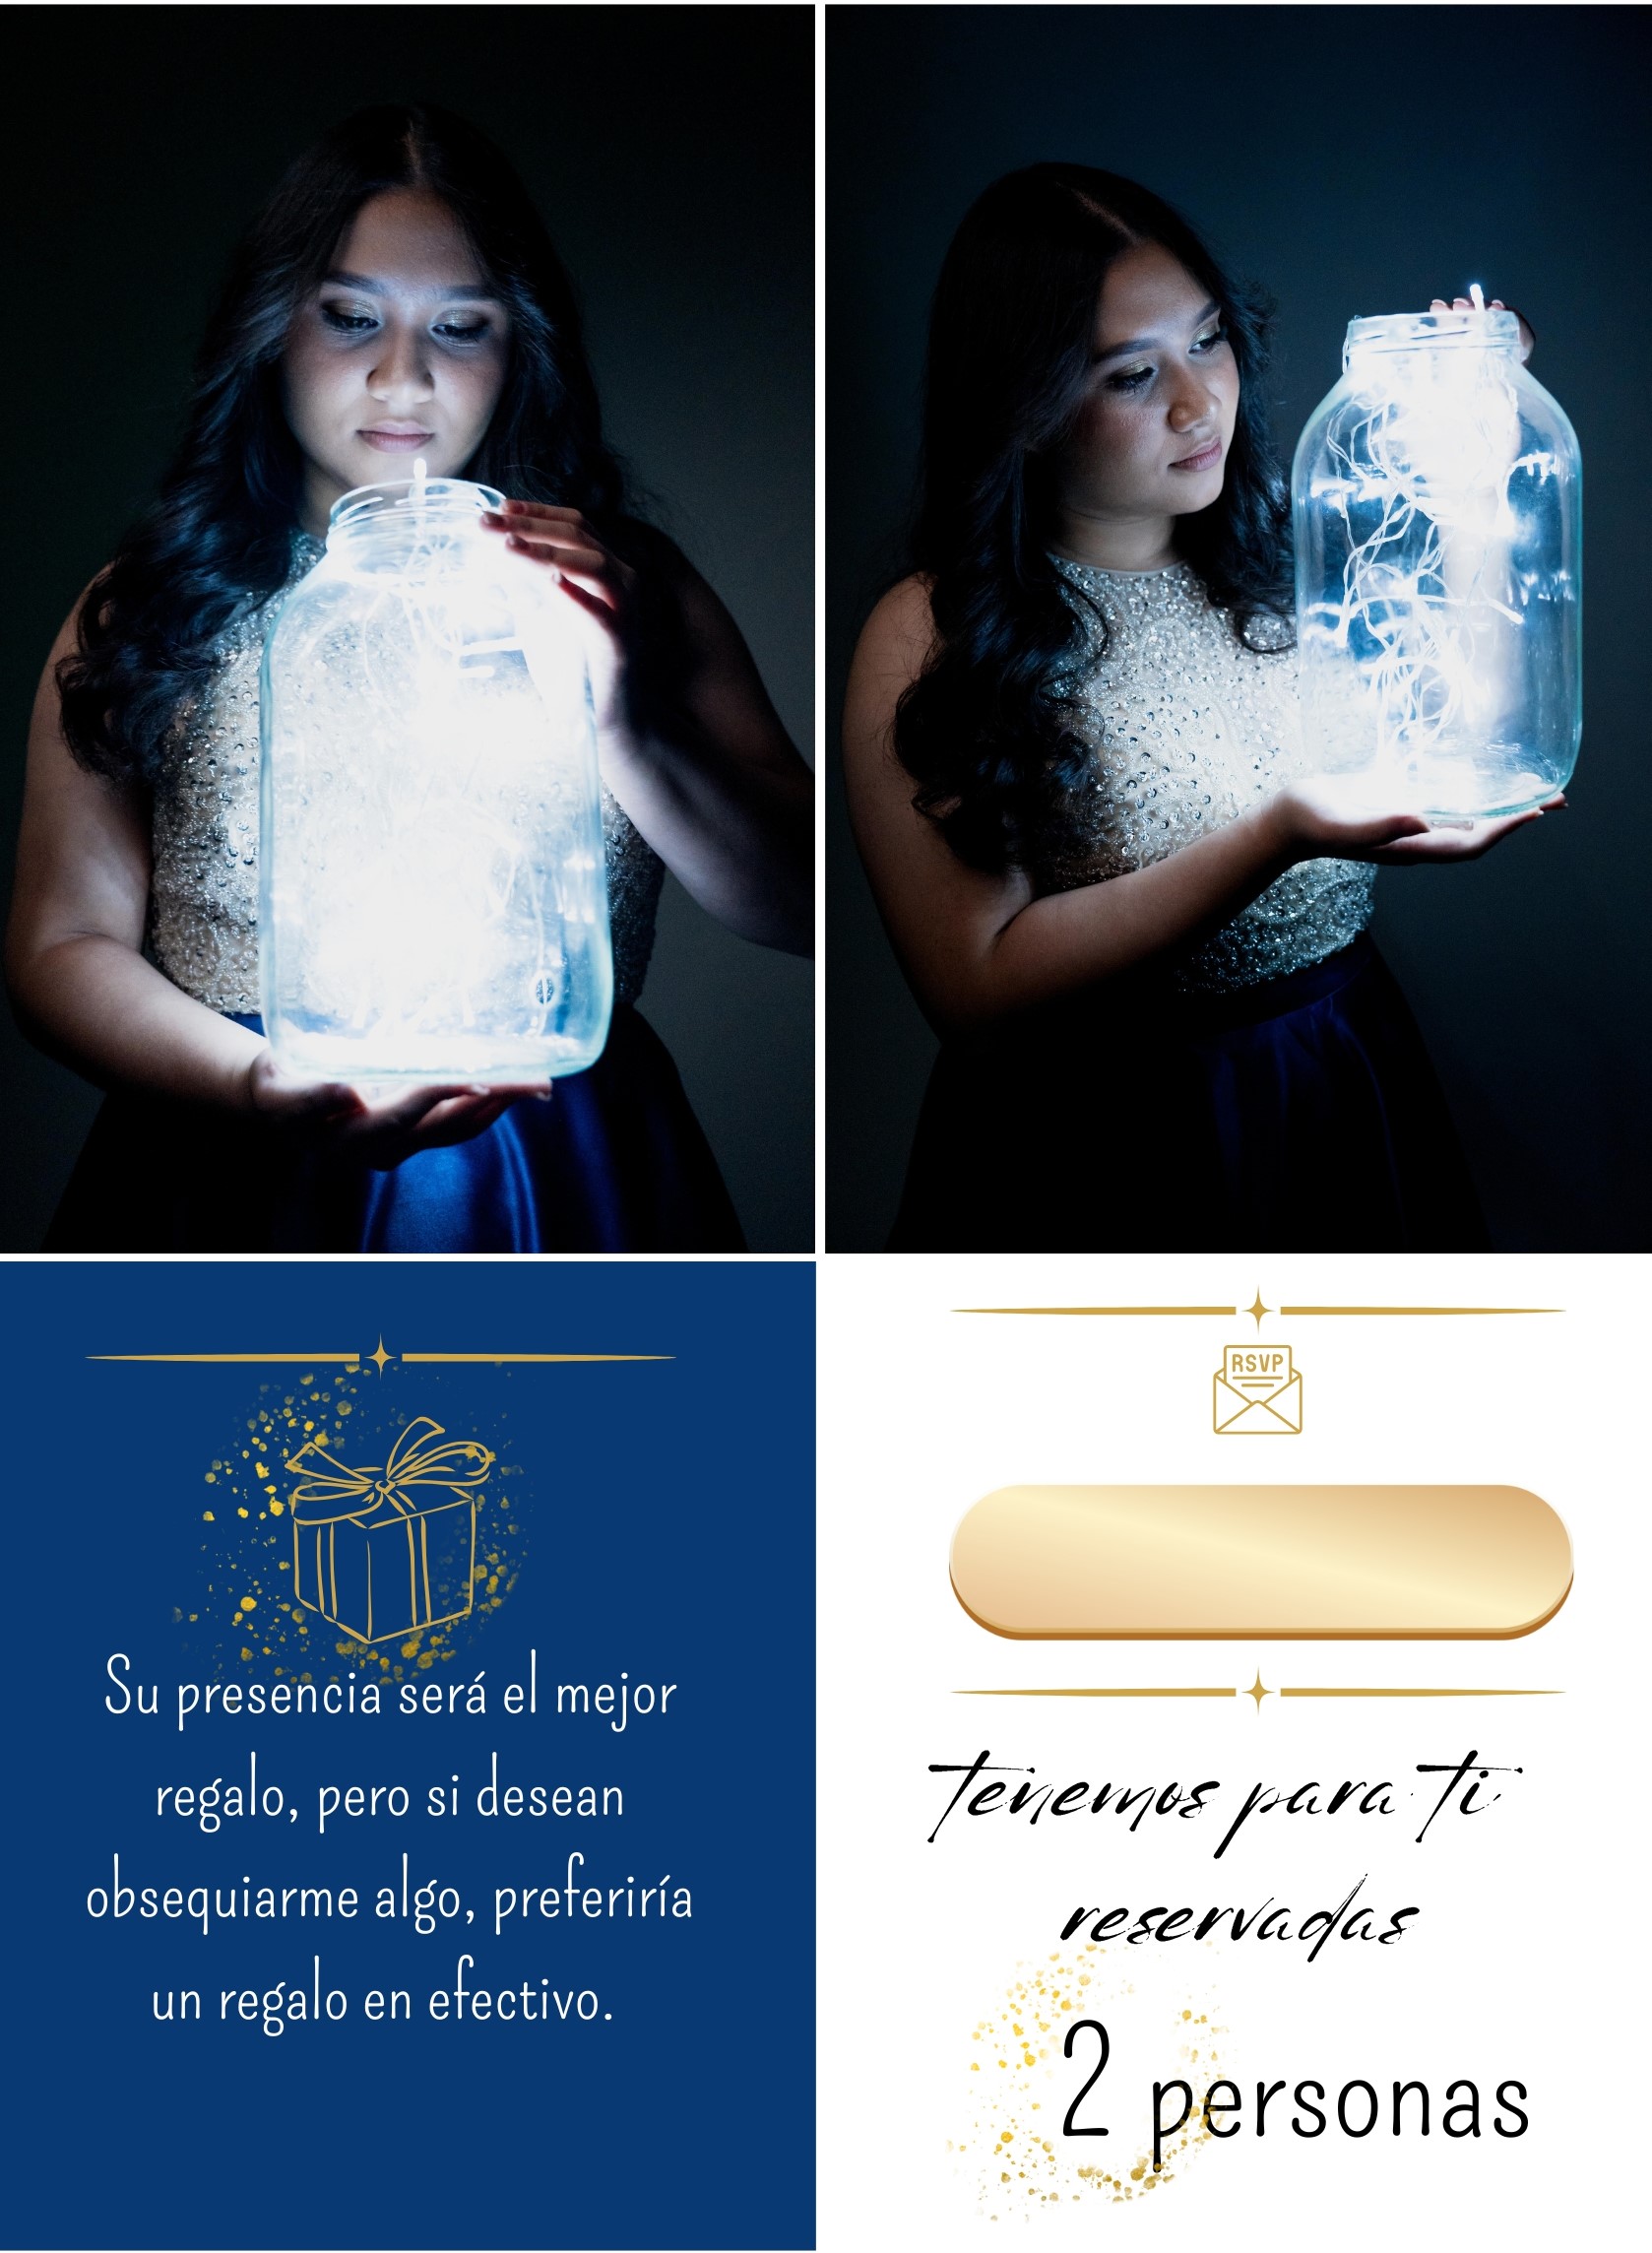 Su presencia será el mejor
regalo, pero si desean
obsequiarme algo, preferiría
un regalo en efectivo.
RSVP
tenemos para ti
reservadas
2 personas